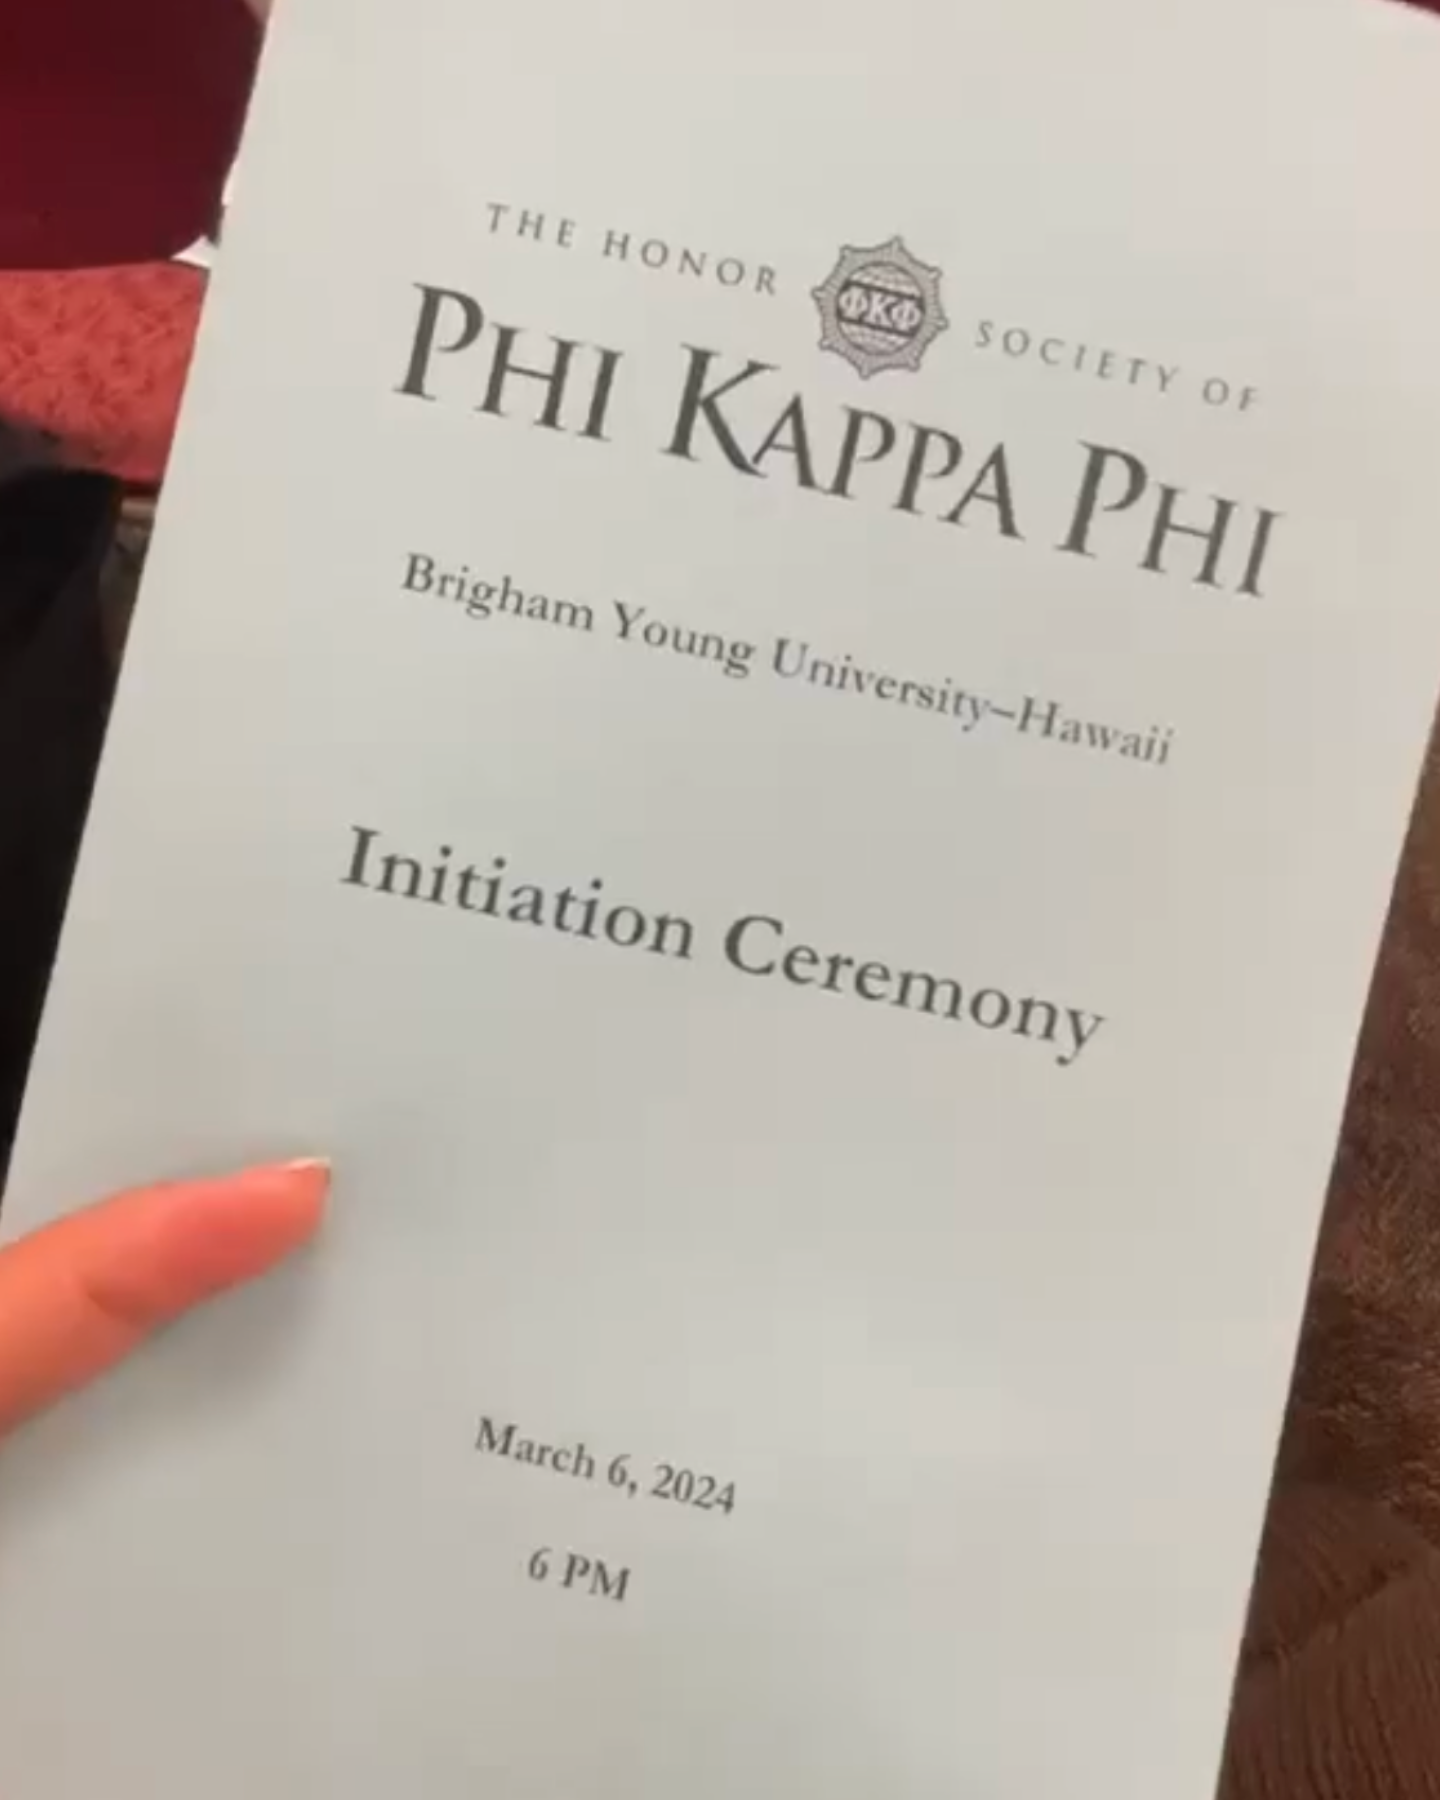 THE HONOR ΦΚΦ SOCIETY OF
PHI KAPPA PHI
Brigham Young University–Hawaii
Initiation Ceremony
March 6, 2024
6 PM